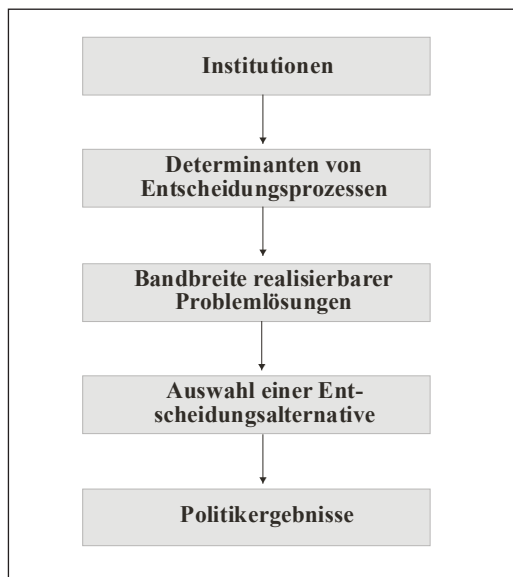 Institutionen
Determinanten von
Entscheidungsprozessen
Bandbreite realisierbarer
Problemlösungen
Auswahl einer Ent-
scheidungsalternative
Politikergebnisse